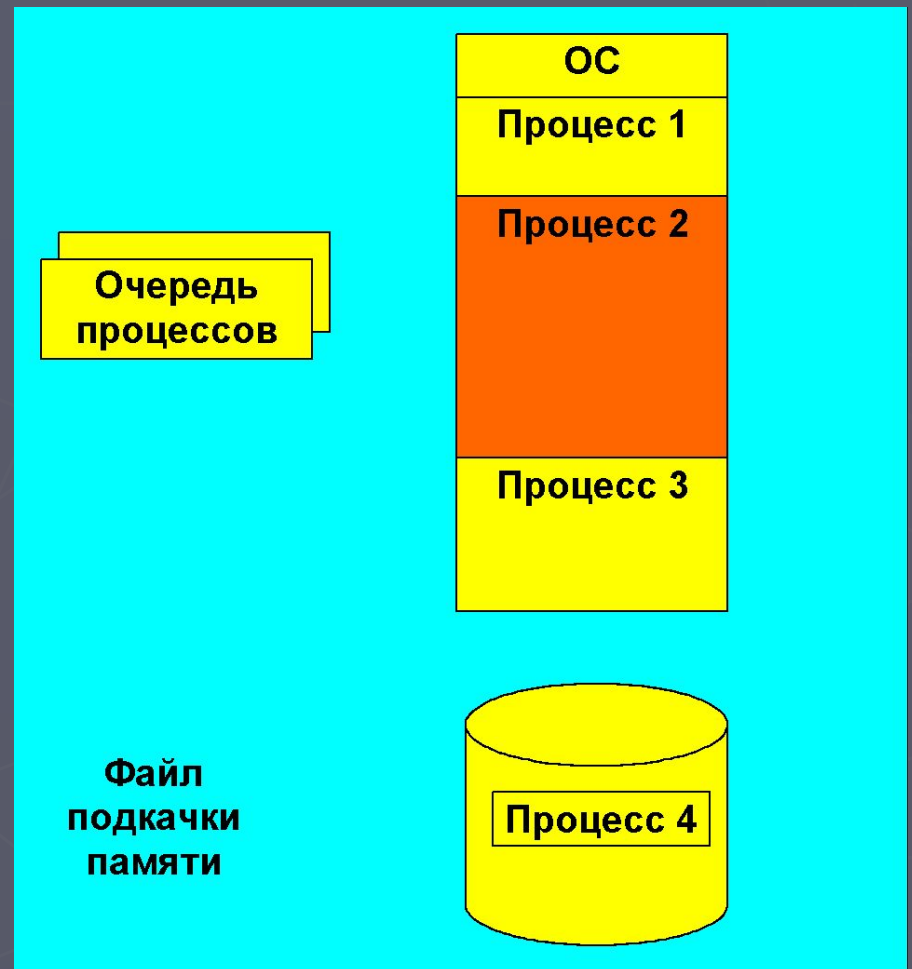 ОС
Процесс 1
Процесс 2
Очередь
процессов
Процесс 3
Файл
подкачки
памяти
Процесс 4